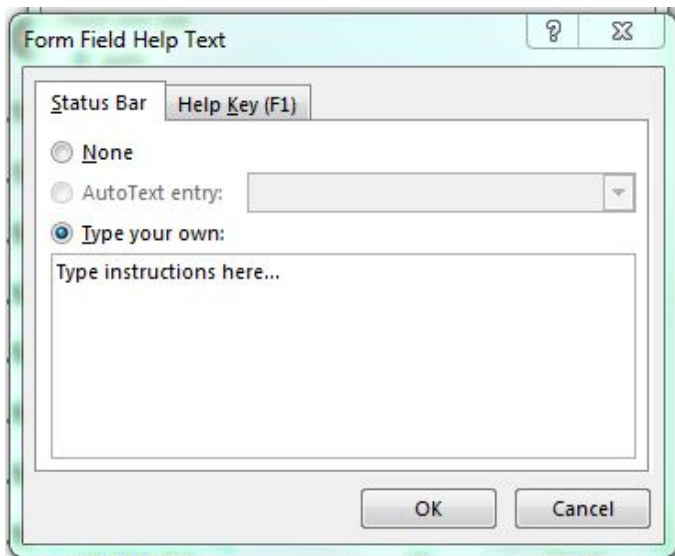 Form Field Help Text
Status Bar
Help Key (F1)
None
AutoText entry:
Type your own:
Type instructions here...
OK
Cancel